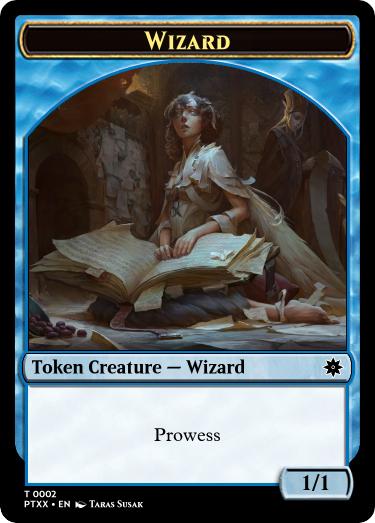 Wizard
Token Creature — Wizard
Prowess
1/1
T 0002
PTXX • EN Taras Susak